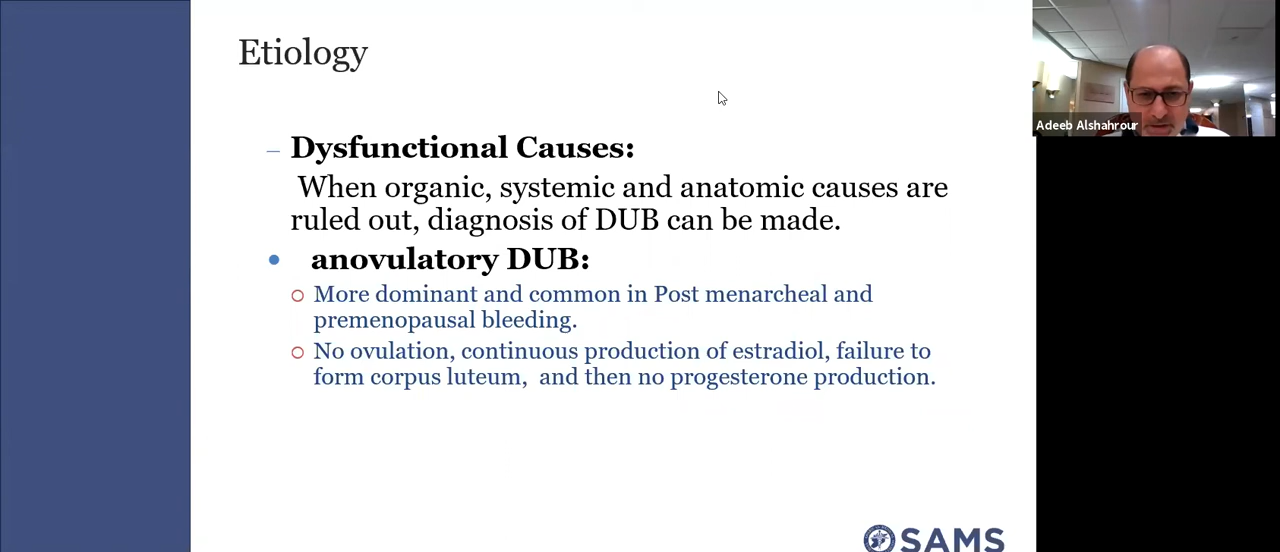 Etiology
Adeeb Alshahrour
– Dysfunctional Causes:
When organic, systemic and anatomic causes are
ruled out, diagnosis of DUB can be made.
• anovulatory DUB:
○ More dominant and common in Post menarcheal and
premenopausal bleeding.
○ No ovulation, continuous production of estradiol, failure to
form corpus luteum, and then no progesterone production.
SAMS